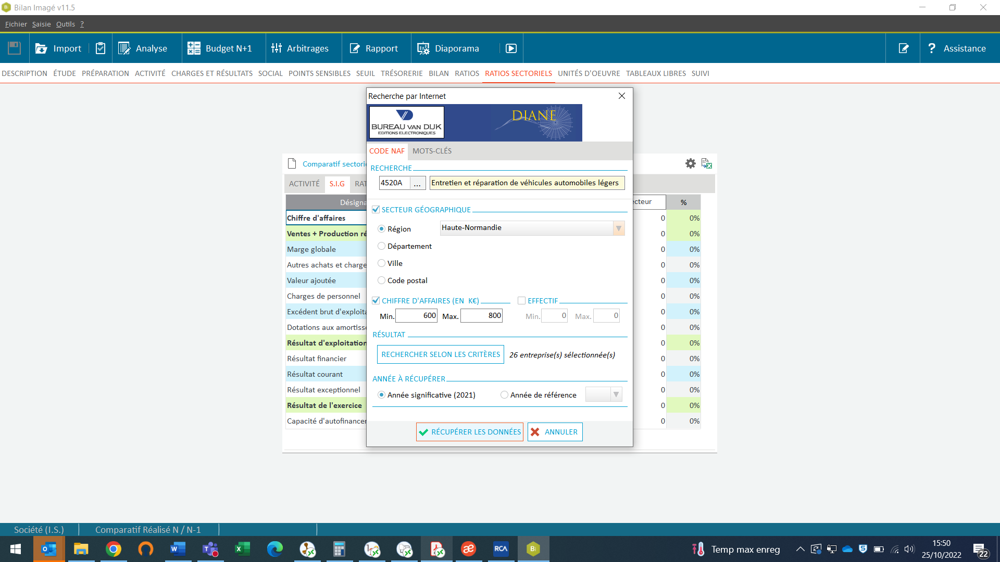 Bilan Imagé v11.5
Fichier Saisie Outils ?
Import Analyse Budget N+1 Arbitrages Rapport Diaporama ? Assistance
DESCRIPTION ÉTUDE PRÉPARATION ACTIVITÉ CHARGES ET RÉSULTATS SOCIAL POINTS SENSIBLES SEUIL TRÉSORERIE BILAN RATIOS RATIOS SECTORIELS UNITÉS D'OEUVRE TABLEAUX LIBRES SUIVI
Recherche par Internet
BUREAU VAN DIJK
EDITIONS ELECTRONIQUES
DIANE
CODE NAF MOTS-CLÉS
RECHERCHE
4520A ... Entretien et réparation de véhicules automobiles légers
SECTEUR GÉOGRAPHIQUE
Région Haute-Normandie
Département
Ville
Code postal
CHIFFRE D'AFFAIRES (EN K€) EFFECTIF
Min. 600 Max. 800 Min. 0 Max. 0
RÉSULTAT
RECHERCHER SELON LES CRITÈRES 26 entreprise(s) sélectionnée(s)
ANNÉE À RÉCUPÉRER
Année significative (2021) Année de référence
RÉCUPÉRER LES DONNÉES ANNULER
Comparatif sectorie
ACTIVITÉ S.I.G RAT
Désigna ecteur %
Chiffre d'affaires 0 0%
Ventes + Production ré 0 0%
Marge globale 0 0%
Autres achats et charge 0 0%
Valeur ajoutée 0 0%
Charges de personnel 0 0%
Excédent brut d'exploita 0 0%
Dotations aux amortisse 0 0%
Résultat d'exploitation 0 0%
Résultat financier 0 0%
Résultat courant 0 0%
Résultat exceptionnel 0 0%
Résultat de l'exercice 0 0%
Capacité d'autofinancer 0 0%
Société (I.S.) Comparatif Réalisé N / N-1
RCA
Temp max enreg
15:50
25/10/2022
22